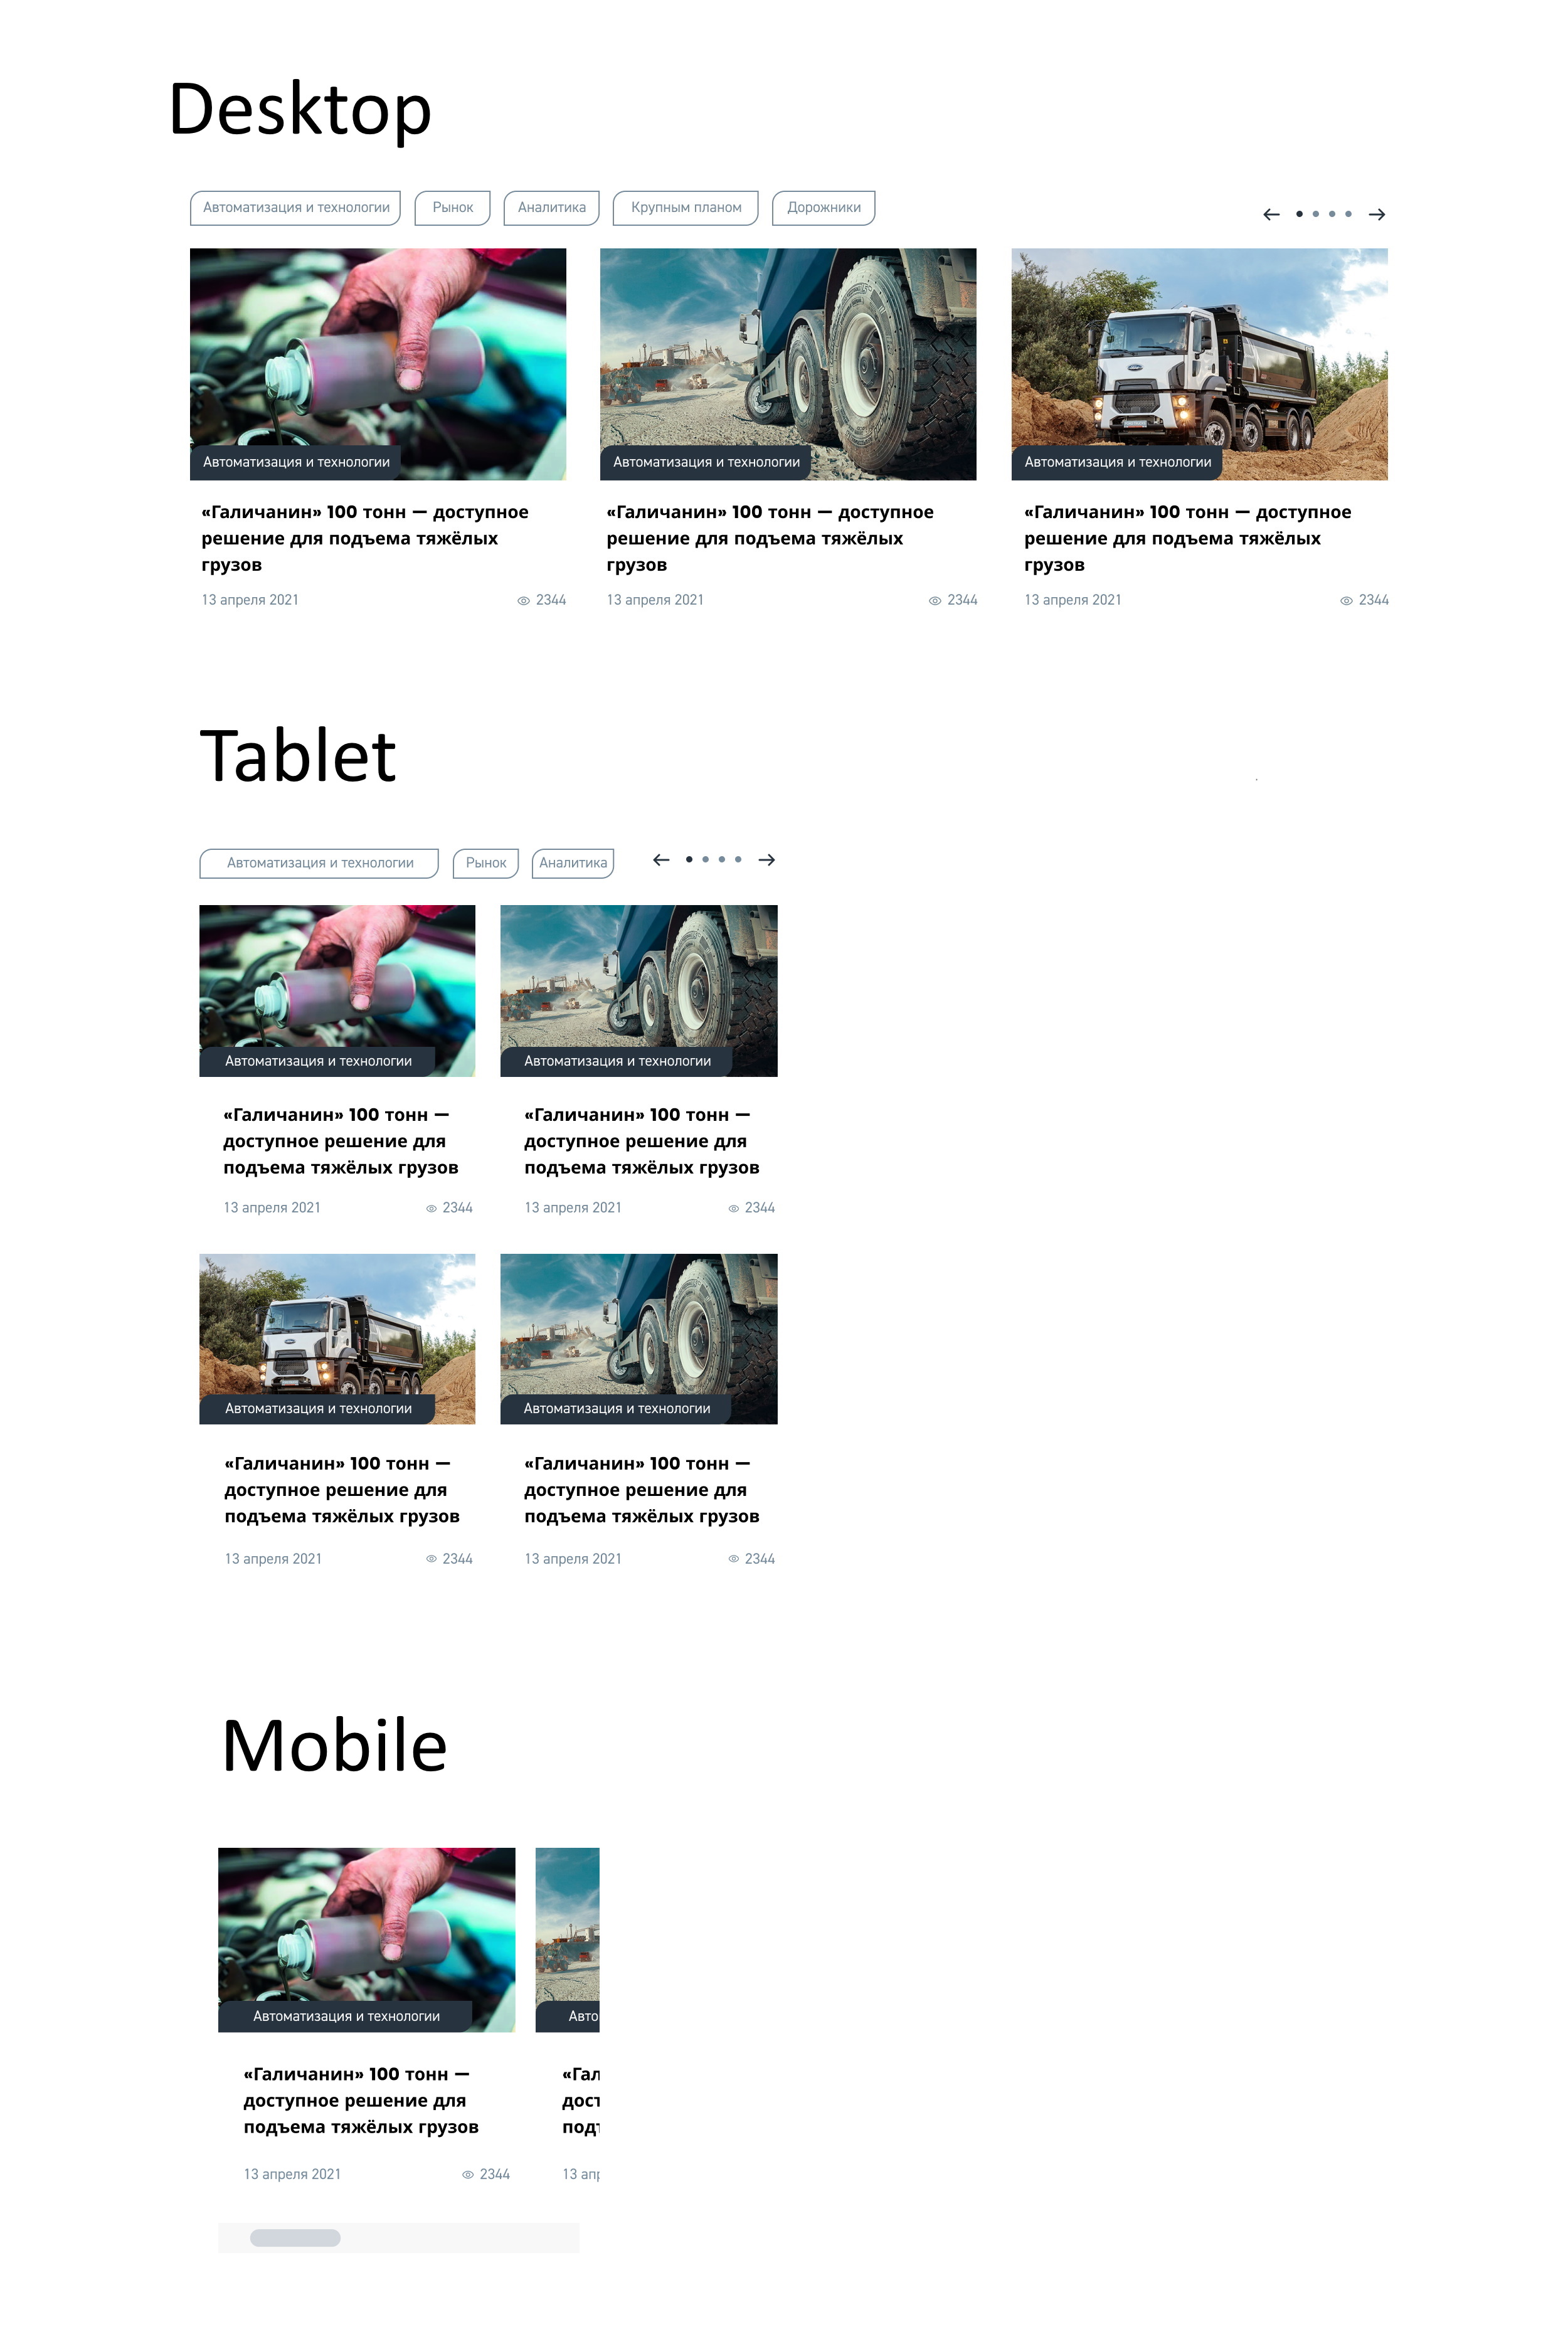 Desktop
Автоматизация и технологии Рынок Аналитика Крупным планом Дорожники
Автоматизация и технологии Автоматизация и технологии Автоматизация и технологии
«Галичанин» 100 тонн — доступное
решение для подъема тяжёлых
грузов
13 апреля 2021 2344
«Галичанин» 100 тонн — доступное
решение для подъема тяжёлых
грузов
13 апреля 2021 2344
«Галичанин» 100 тонн — доступное
решение для подъема тяжёлых
грузов
13 апреля 2021 2344
Tablet
Автоматизация и технологии Рынок Аналитика
Автоматизация и технологии Автоматизация и технологии
«Галичанин» 100 тонн —
доступное решение для
подъема тяжёлых грузов
13 апреля 2021 2344
«Галичанин» 100 тонн —
доступное решение для
подъема тяжёлых грузов
13 апреля 2021 2344
Автоматизация и технологии Автоматизация и технологии
«Галичанин» 100 тонн —
доступное решение для
подъема тяжёлых грузов
13 апреля 2021 2344
«Галичанин» 100 тонн —
доступное решение для
подъема тяжёлых грузов
13 апреля 2021 2344
Mobile
Автоматизация и технологии Авто
«Галичанин» 100 тонн —
доступное решение для
подъема тяжёлых грузов
13 апреля 2021 2344
«Гал
дост
подъ
13 апр